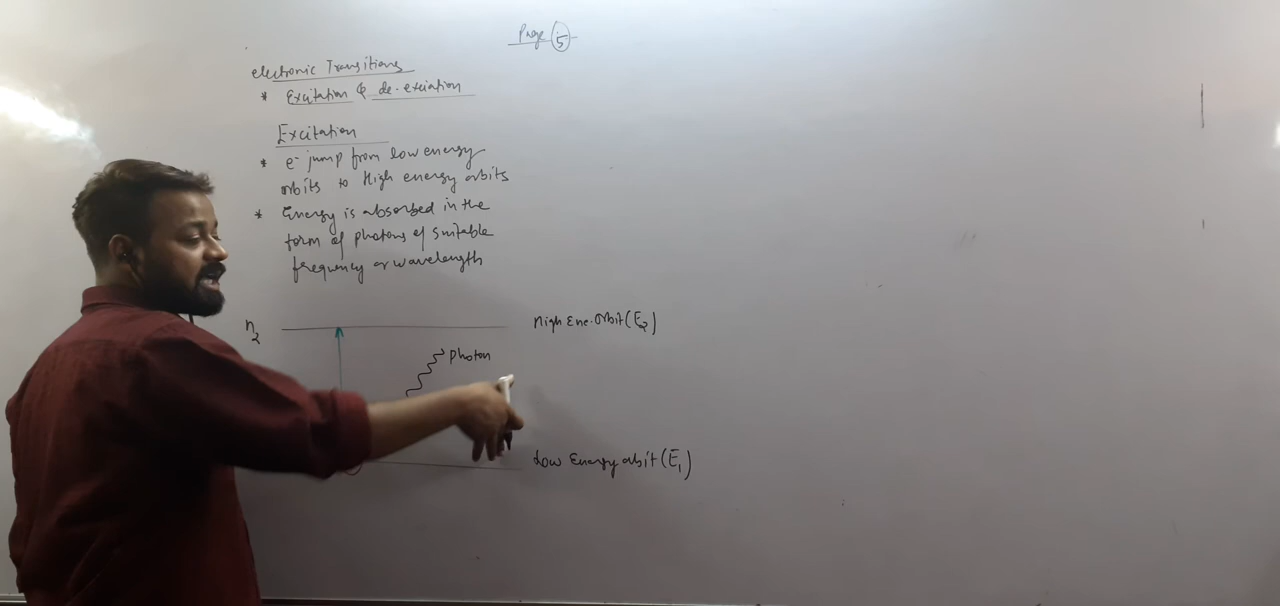 Page 5
electronic Transitions
* Excitation & de-exciation
Excitation
* e- jump from low energy
orbits to High energy orbits
* Energy is absorbed in the
form of photons of suitable
frequency or wavelength
n2
High Ene. Orbit (E2)
photon
Low Energy orbit (E1)